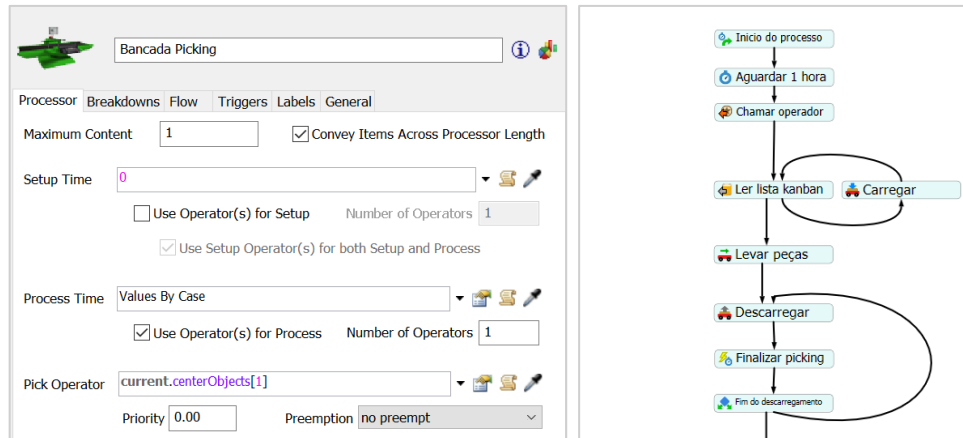 Bancada Picking
Processor Breakdowns Flow Triggers Labels General
Maximum Content 1 Convey Items Across Processor Length
Setup Time 0
Use Operator(s) for Setup Number of Operators 1
Use Setup Operator(s) for both Setup and Process
Process Time Values By Case
Use Operator(s) for Process Number of Operators 1
Pick Operator current.centerObjects[1]
Priority 0.00 Preemption no preempt
Inicio do processo
Aguardar 1 hora
Chamar operador
Ler lista kanban Carregar
Levar peças
Descarregar
Finalizar picking
Fim do descarregamento